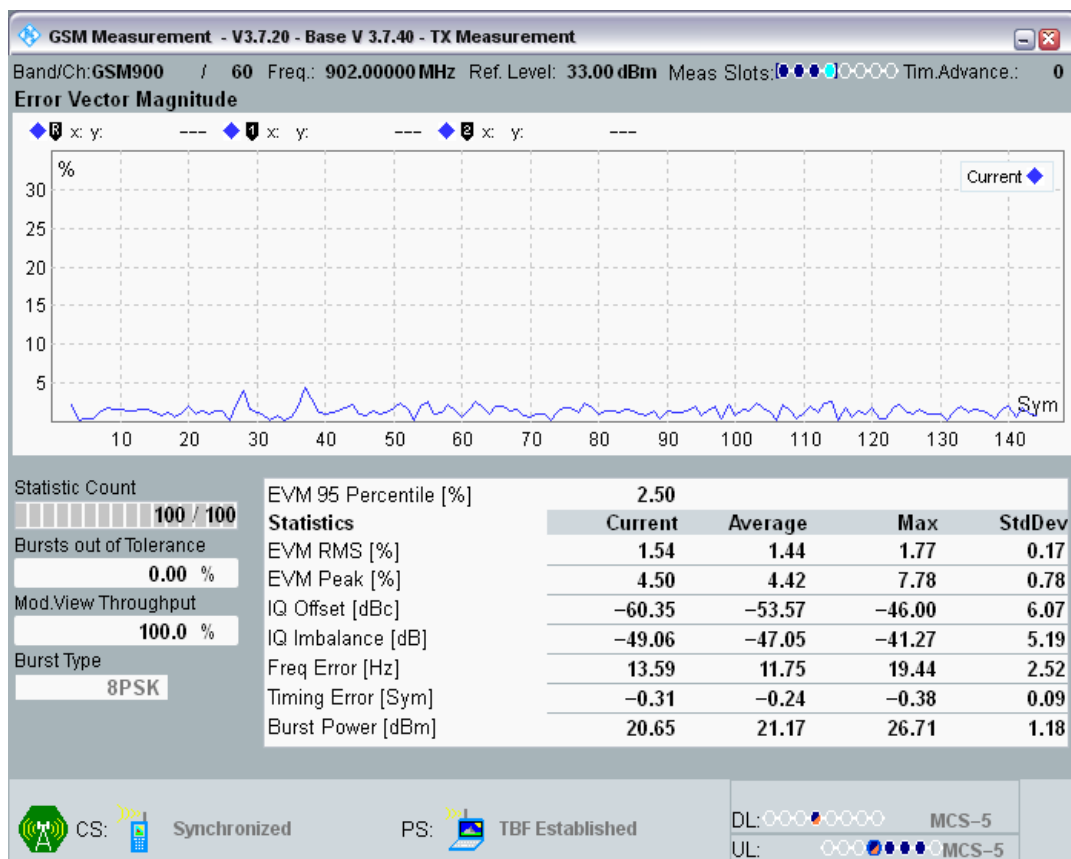 GSM Measurement - V3.7.20 - Base V 3.7.40 - TX Measurement
Band/Ch:GSM900 / 60 Freq.: 902.00000 MHz Ref. Level: 33.00 dBm Meas Slots: Tim.Advance.: 0
Error Vector Magnitude
R x: y: --- 1 x: y: --- 2 x: y: ---
%
Current
30
25
20
15
10
5
Sym
10 20 30 40 50 60 70 80 90 100 110 120 130 140
Statistic Count
100 / 100
Bursts out of Tolerance
0.00 %
Mod.View Throughput
100.0 %
Burst Type
8PSK
EVM 95 Percentile [%] 2.50
Statistics Current Average Max StdDev
EVM RMS [%] 1.54 1.44 1.77 0.17
EVM Peak [%] 4.50 4.42 7.78 0.78
IQ Offset [dBc] −60.35 −53.57 −46.00 6.07
IQ Imbalance [dB] −49.06 −47.05 −41.27 5.19
Freq Error [Hz] 13.59 11.75 19.44 2.52
Timing Error [Sym] −0.31 −0.24 −0.38 0.09
Burst Power [dBm] 20.65 21.17 26.71 1.18
CS: Synchronized PS: TBF Established
DL: MCS−5
UL: MCS−5